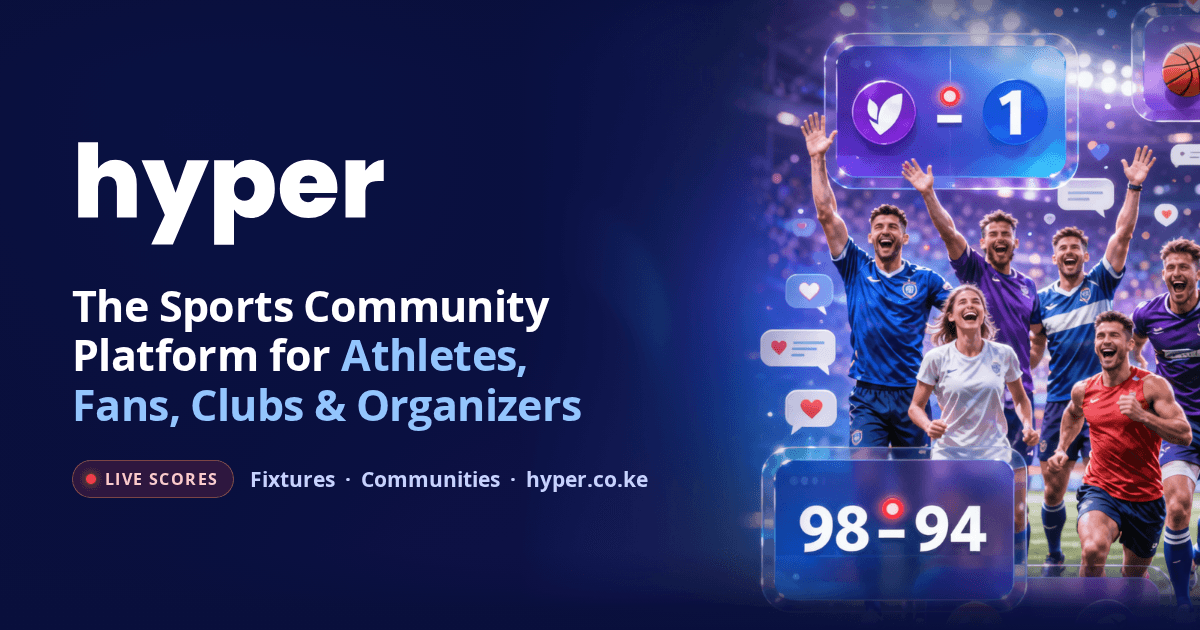 hyper
The Sports Community
Platform for Athletes,
Fans, Clubs & Organizers
LIVE SCORES
Fixtures · Communities · hyper.co.ke
– 1
98 – 94